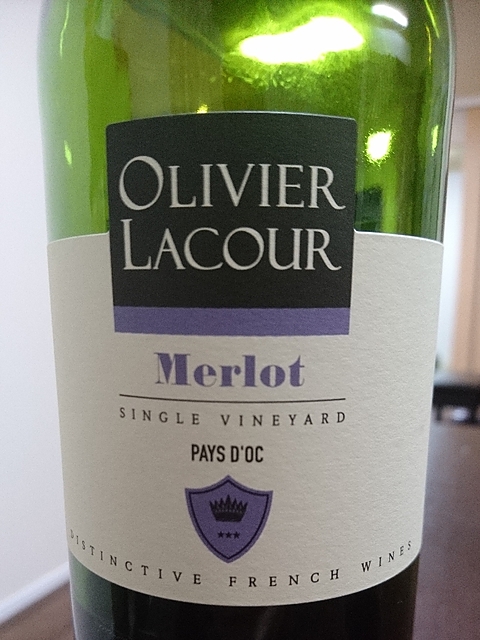 OLIVIER
LACOUR
Merlot
SINGLE VINEYARD
PAYS D'OC
DISTINCTIVE FRENCH WINES